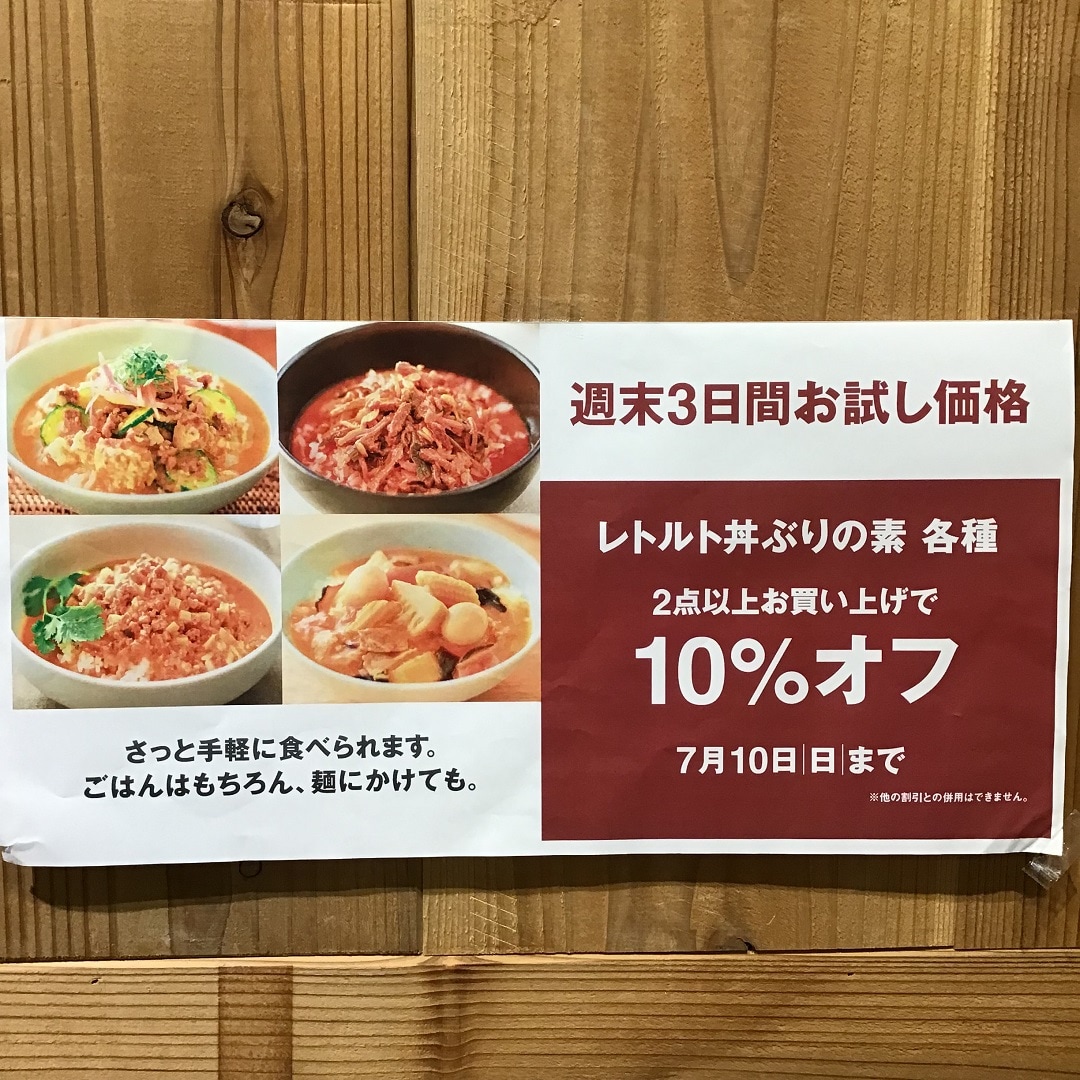 週末3日間お試し価格
レトルト丼ぶりの素 各種
2点以上お買い上げで
10%オフ
7月10日|日|まで
※他の割引との併用はできません。
さっと手軽に食べられます。
ごはんはもちろん、麺にかけても。